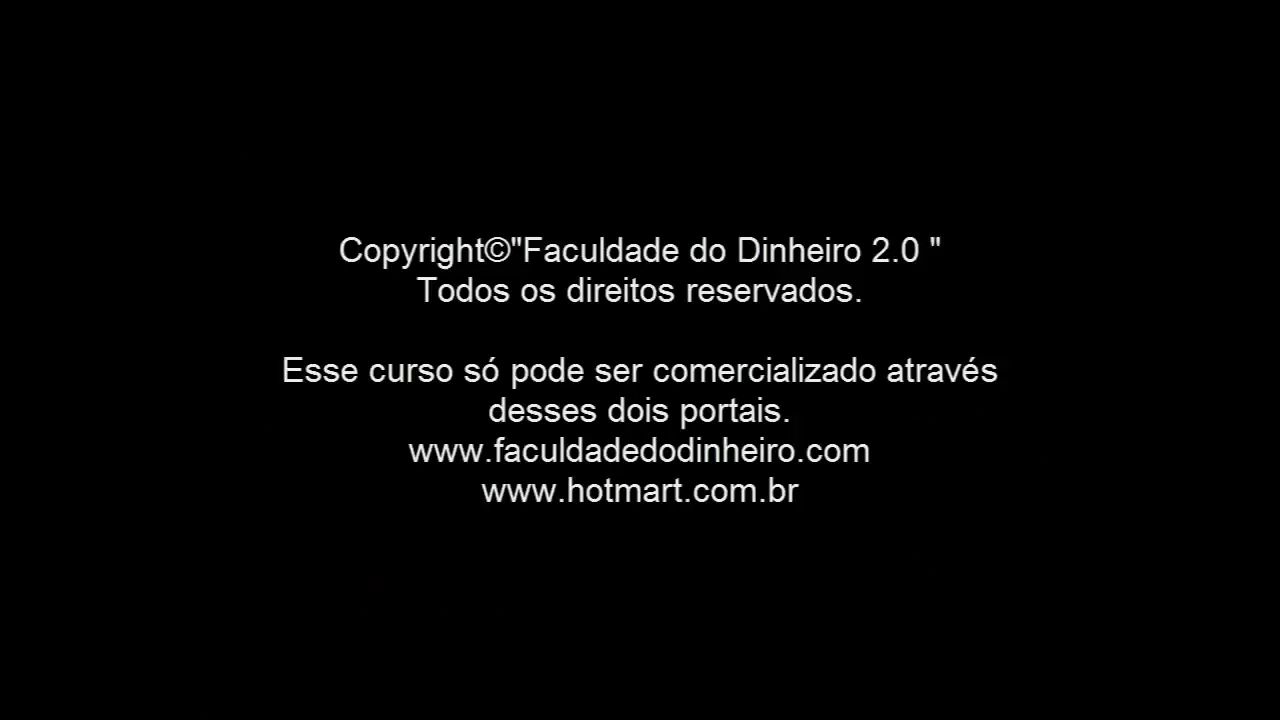 Copyright©"Faculdade do Dinheiro 2.0 "
Todos os direitos reservados.
Esse curso só pode ser comercializado através
desses dois portais.
www.faculdadedodinheiro.com
www.hotmart.com.br